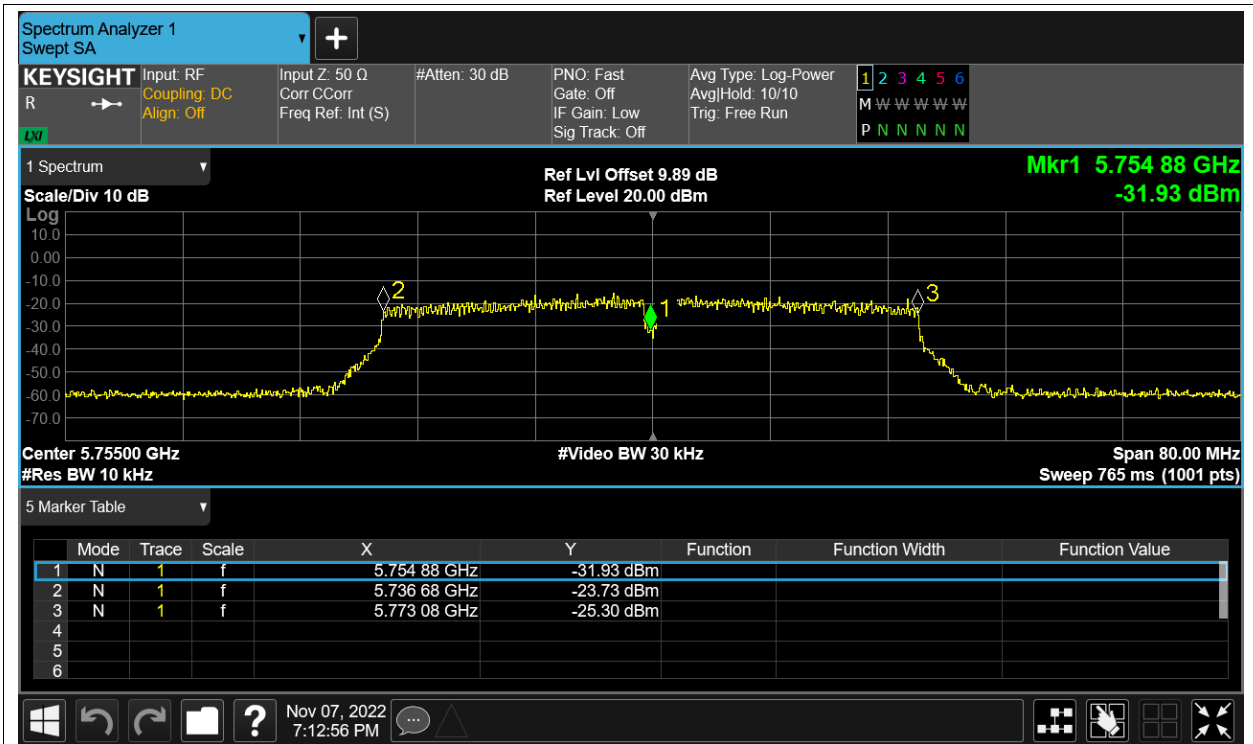 Spectrum Analyzer 1
Swept SA
KEYSIGHT
R
LXI
Input: RF
Coupling: DC
Align: Off
Input Z: 50 Ω
Corr CCorr
Freq Ref: Int (S)
#Atten: 30 dB
PNO: Fast
Gate: Off
IF Gain: Low
Sig Track: Off
Avg Type: Log-Power
Avg|Hold: 10/10
Trig: Free Run
1 2 3 4 5 6
M W W W W W
P N N N N N
1 Spectrum
Scale/Div 10 dB
Ref Lvl Offset 9.89 dB
Ref Level 20.00 dBm
Mkr1 5.754 88 GHz
-31.93 dBm
Log
10.0
0.00
-10.0
-20.0
-30.0
-40.0
-50.0
-60.0
-70.0
2
1
3
Center 5.75500 GHz
#Res BW 10 kHz
#Video BW 30 kHz
Span 80.00 MHz
Sweep 765 ms (1001 pts)
5 Marker Table
Mode Trace Scale X Y Function Function Width Function Value
1 N 1 f 5.754 88 GHz -31.93 dBm
2 N 1 f 5.736 68 GHz -23.73 dBm
3 N 1 f 5.773 08 GHz -25.30 dBm
4
5
6
?
Nov 07, 2022
7:12:56 PM